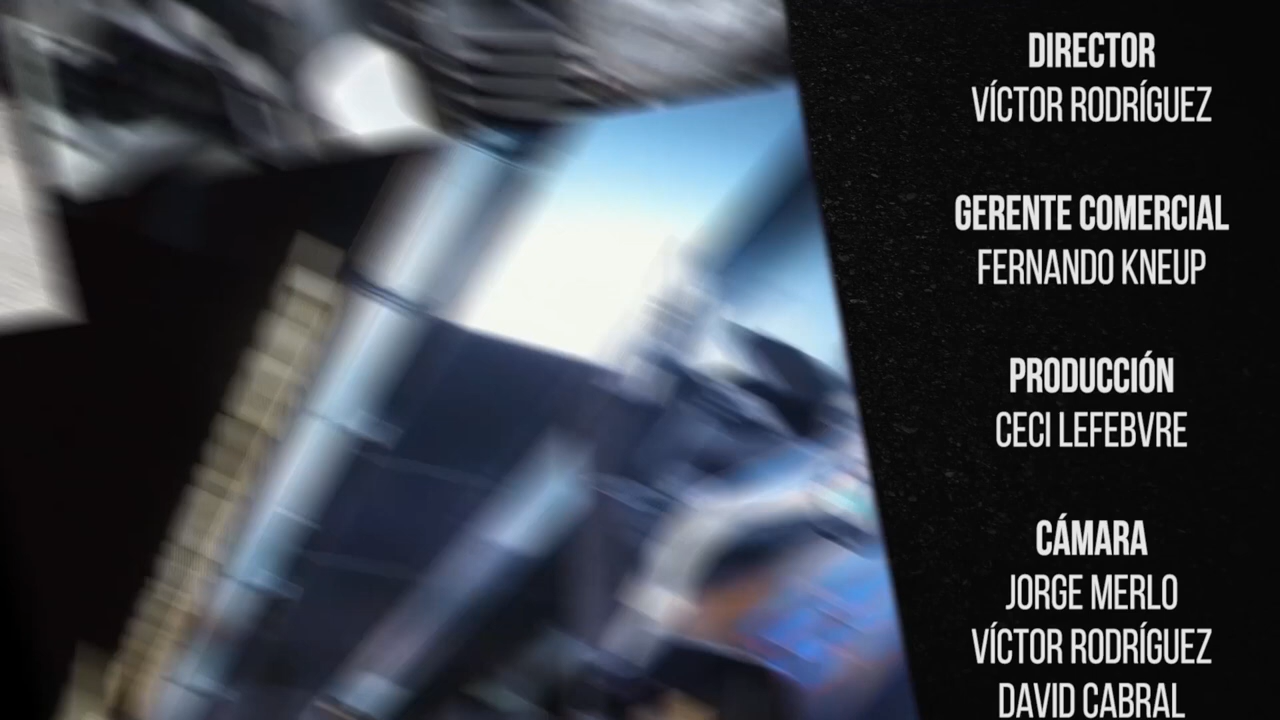 DIRECTOR
VÍCTOR RODRÍGUEZ
GERENTE COMERCIAL
FERNANDO KNEUP
PRODUCCIÓN
CECI LEFEBVRE
CÁMARA
JORGE MERLO
VÍCTOR RODRÍGUEZ
DAVID CABRAL